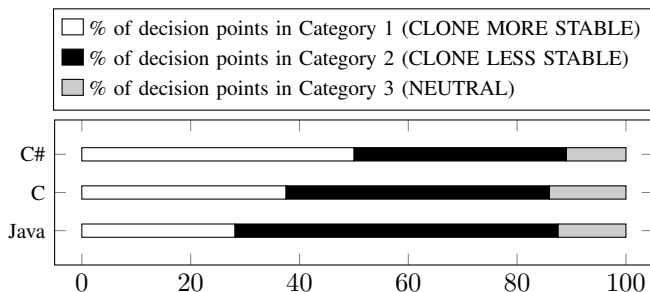 % of decision points in Category 1 (CLONE MORE STABLE)
% of decision points in Category 2 (CLONE LESS STABLE)
% of decision points in Category 3 (NEUTRAL)
C#
C
Java
0 20 40 60 80 100